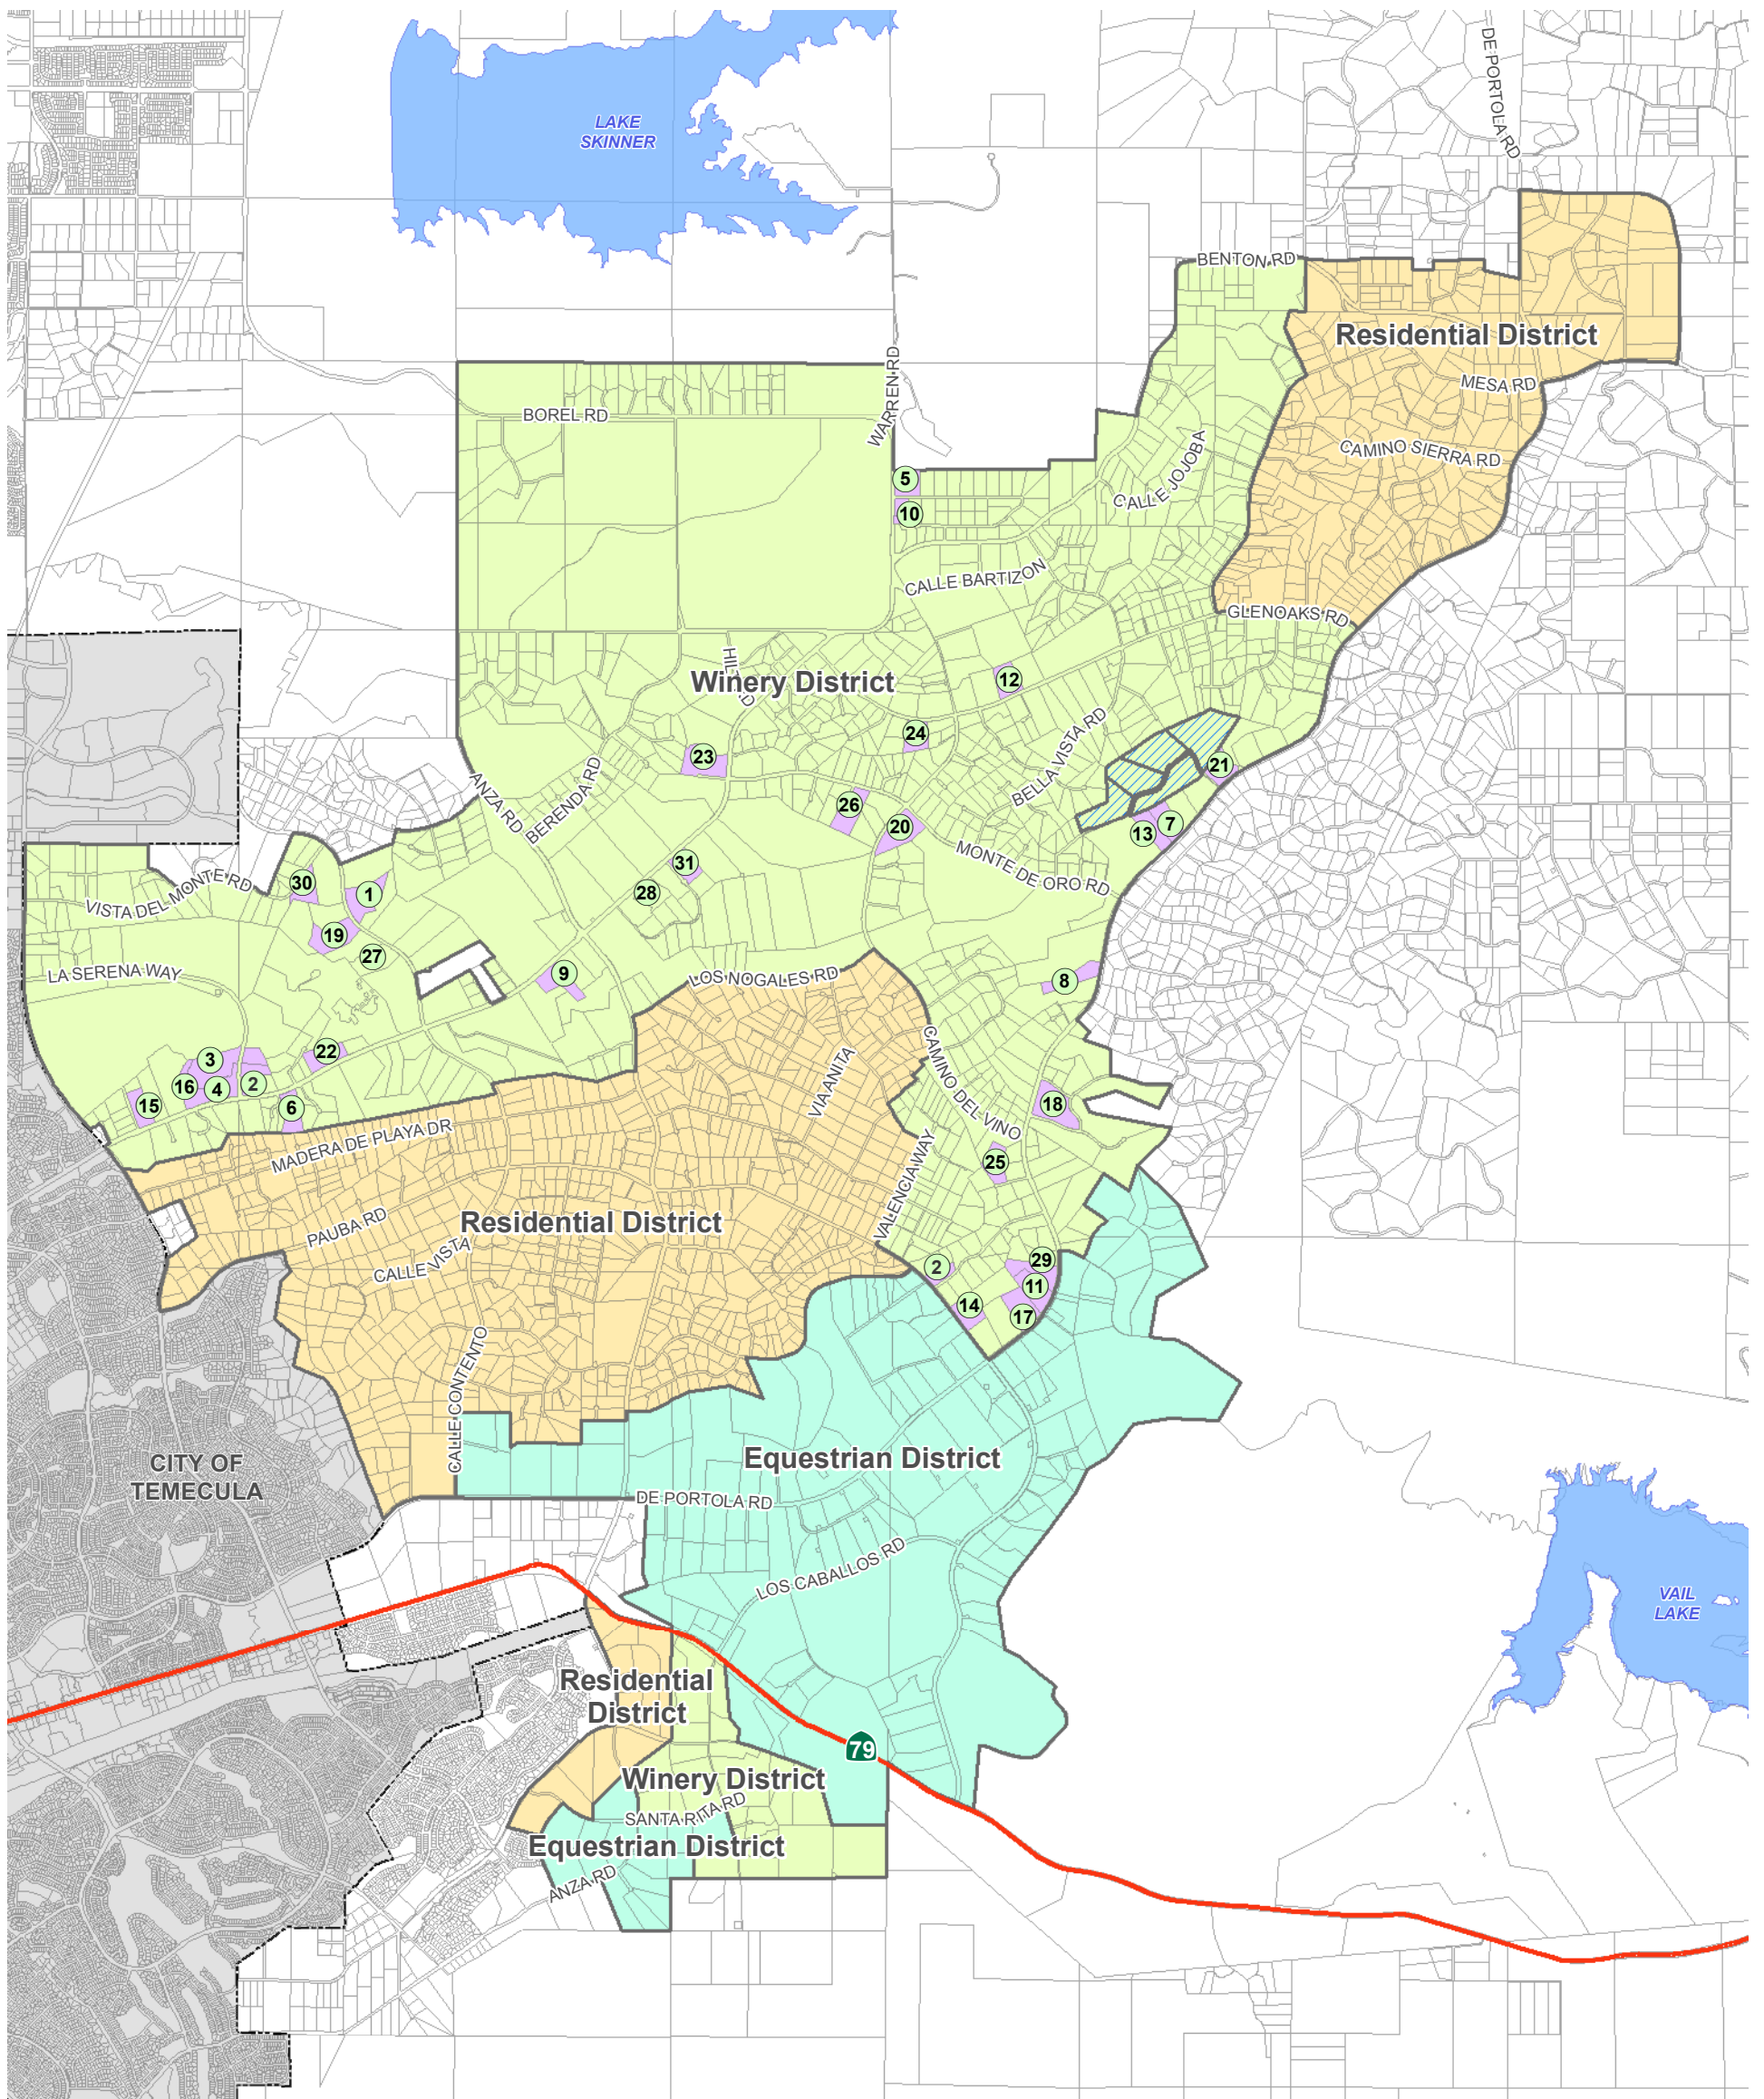 DE PORTOLA RD
LAKE
SKINNER
BENTON RD
Residential District
MESA RD
WARREN RD
BOREL RD
CAMINO SIERRA RD
CALLE JOJOBA
5
10
CALLE BARTIZON
GLENOAKS RD
HILL RD
Winery District
12
24
23
BELLA VISTA RD
21
ANZA RD
BERENDA RD
26
20
13
7
MONTE DE ORO RD
31
28
30
1
VISTA DEL MONTE RD
19
27
LA SERENA WAY
9
LOS NOGALES RD
8
CAMINO DEL VINO
VIA ANITA
3
22
16
4
2
15
6
18
MADERA DE PLAYA DR
25
VALENCIA WAY
PAUBA RD
Residential District
CALLE VISTA
2
29
11
14
17
CALLE CONTENTO
CITY OF
TEMECULA
Equestrian District
DE PORTOLA RD
LOS CABALLOS RD
VAIL
LAKE
Residential
District
79
Winery District
SANTA RITA RD
Equestrian District
ANZA RD